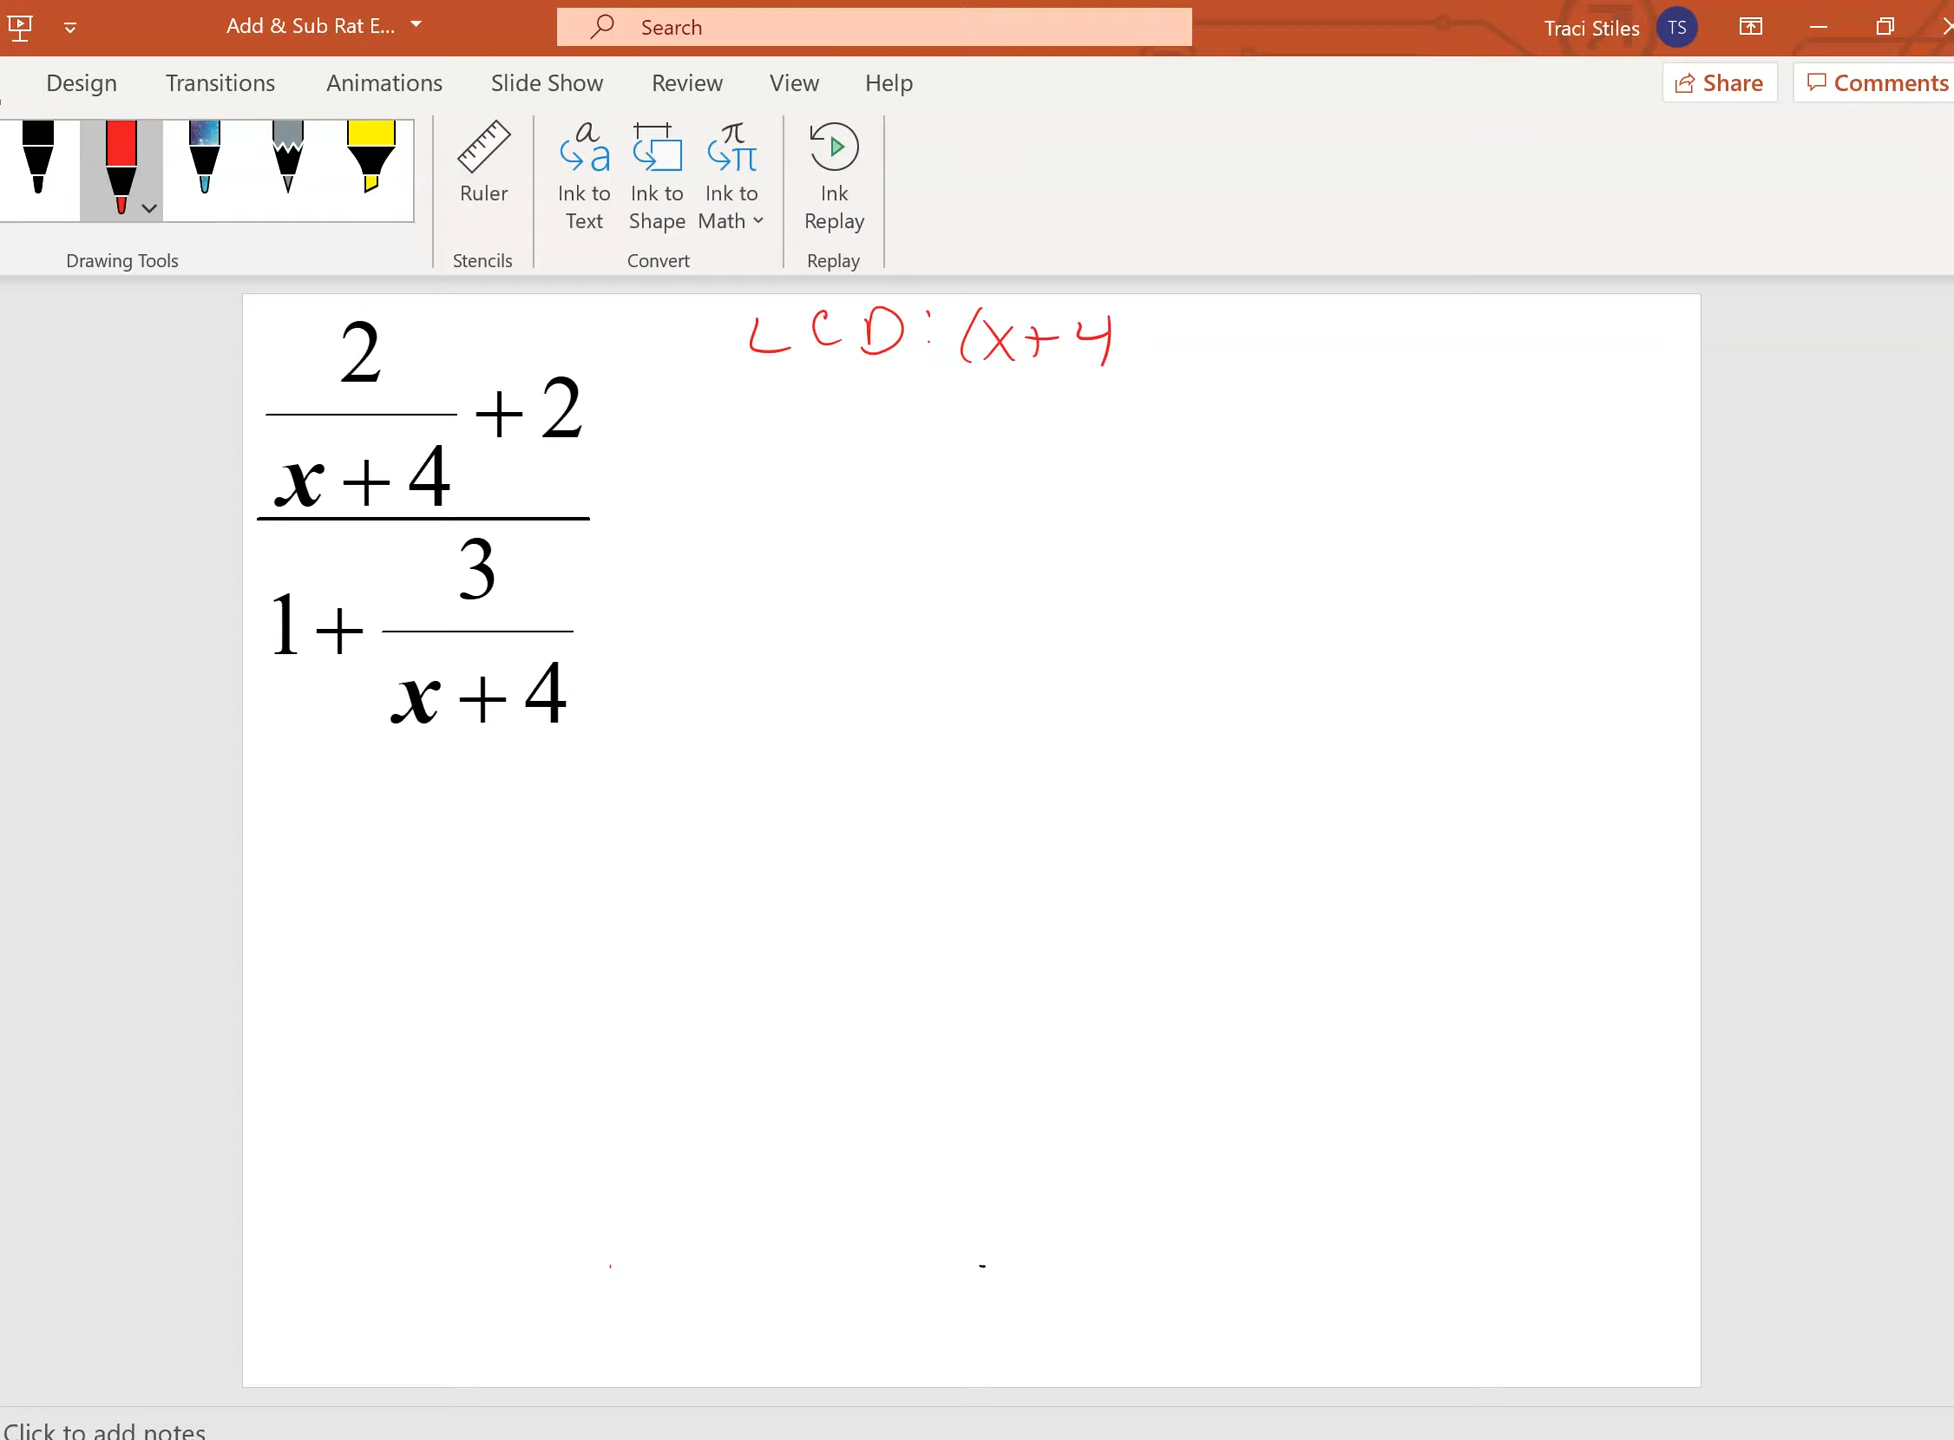 Add & Sub Rat E...
Search
Traci Stiles TS
Design Transitions Animations Slide Show Review View Help
Share Comments
a a
π π
Ruler
Ink to Text
Ink to Shape
Ink to Math
Ink Replay
Drawing Tools
Stencils
Convert
Replay
LCD: (x+4
2
+ 2
x + 4
3
1 +
x + 4
Click to add notes